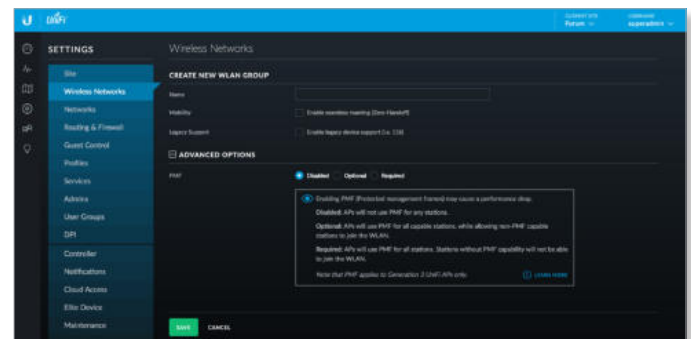 UniFi
CURRENT SITE
Forum
USERNAME
superadmin
SETTINGS
Wireless Networks
Site
Wireless Networks
Networks
Routing & Firewall
Guest Control
Profiles
Services
Admins
User Groups
DPI
Controller
Notifications
Cloud Access
Elite Device
Maintenance
CREATE NEW WLAN GROUP
Name
Mobility
Enable seamless roaming (Zero-Handoff)
Legacy Support
Enable legacy device support (i.e. 11b)
ADVANCED OPTIONS
PMF
Disabled Optional Required
Enabling PMF (Protected management frames) may cause a performance drop.
Disabled: APs will not use PMF for any stations.
Optional: APs will use PMF for all capable stations, while allowing non-PMF capable
stations to join the WLAN.
Required: APs will use PMF for all stations. Stations without PMF capability will not be able
to join the WLAN.
Note that PMF applies to Generation 2 UniFi APs only.
LEARN MORE
SAVE CANCEL